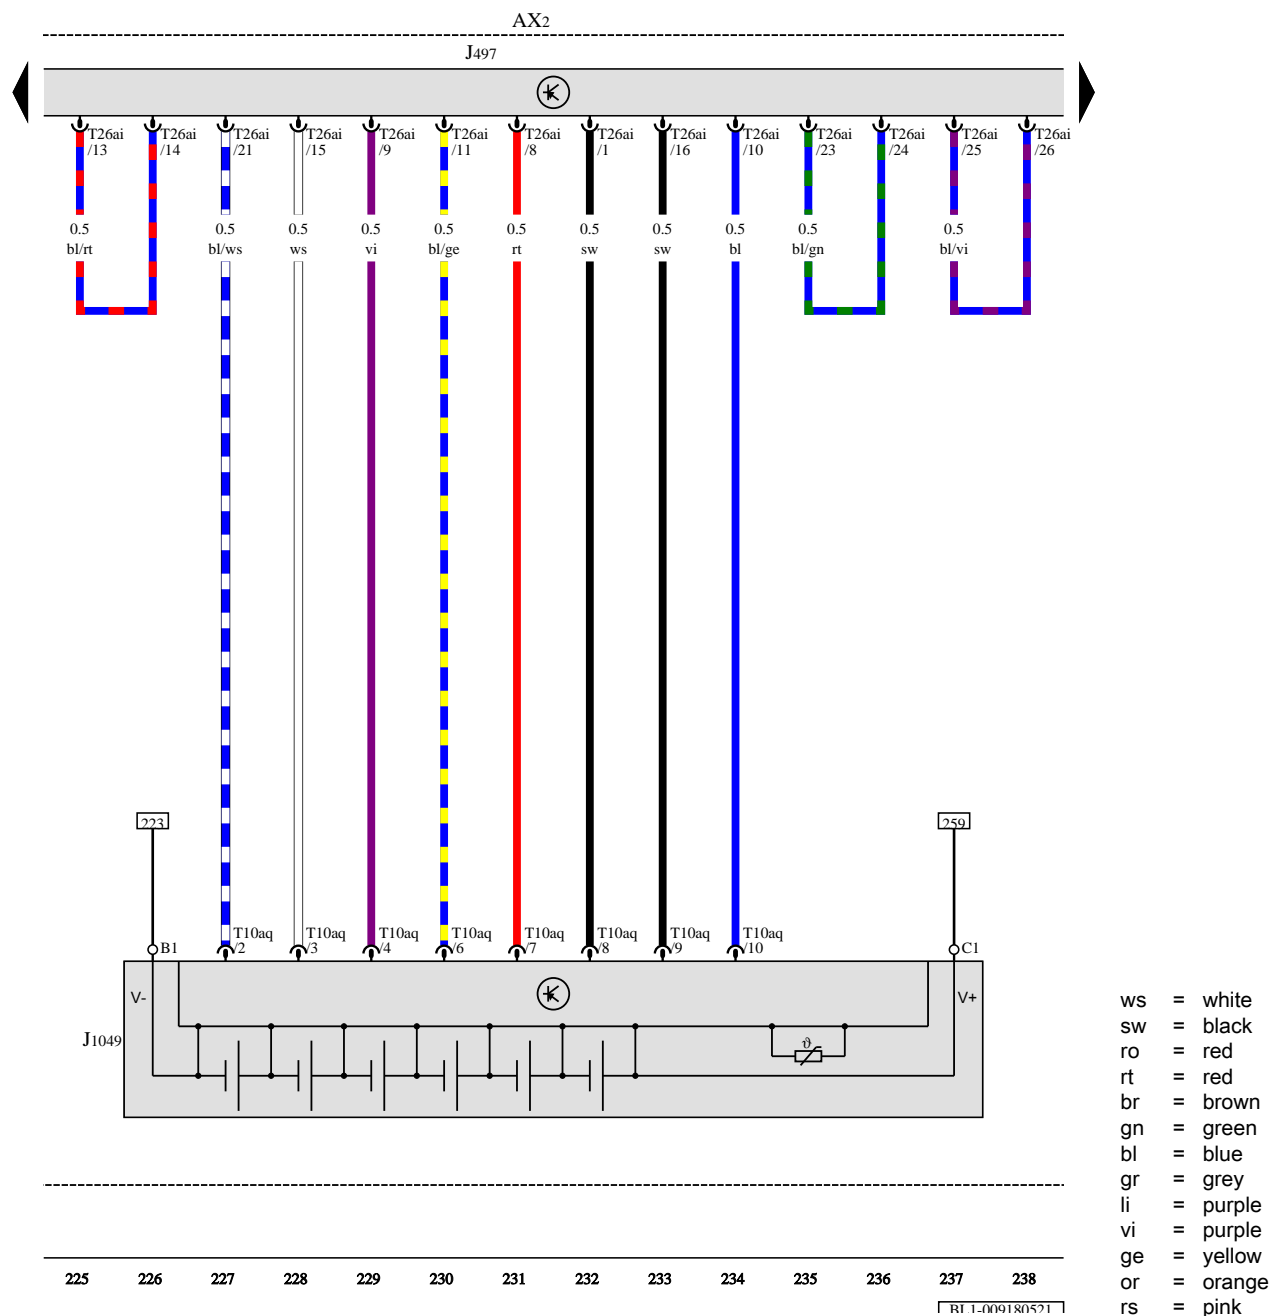 AX2
J497
T26ai T26ai T26ai T26ai T26ai T26ai T26ai T26ai T26ai T26ai T26ai T26ai T26ai T26ai
/13 /14 /21 /15 /9 /11 /8 /1 /16 /10 /23 /24 /25 /26
0.5 0.5 0.5 0.5 0.5 0.5 0.5 0.5 0.5 0.5 0.5
bl/rt bl/ws ws vi bl/ge rt sw sw bl bl/gn bl/vi
223 259
T10aq T10aq T10aq T10aq T10aq T10aq T10aq T10aq
B1 /2 /3 /4 /6 /7 /8 /9 /10 C1
V- V+
J1049
ϑ
225 226 227 228 229 230 231 232 233 234 235 236 237 238
BL1-009180521
ws = white
sw = black
ro = red
rt = red
br = brown
gn = green
bl = blue
gr = grey
li = purple
vi = purple
ge = yellow
or = orange
rs = pink